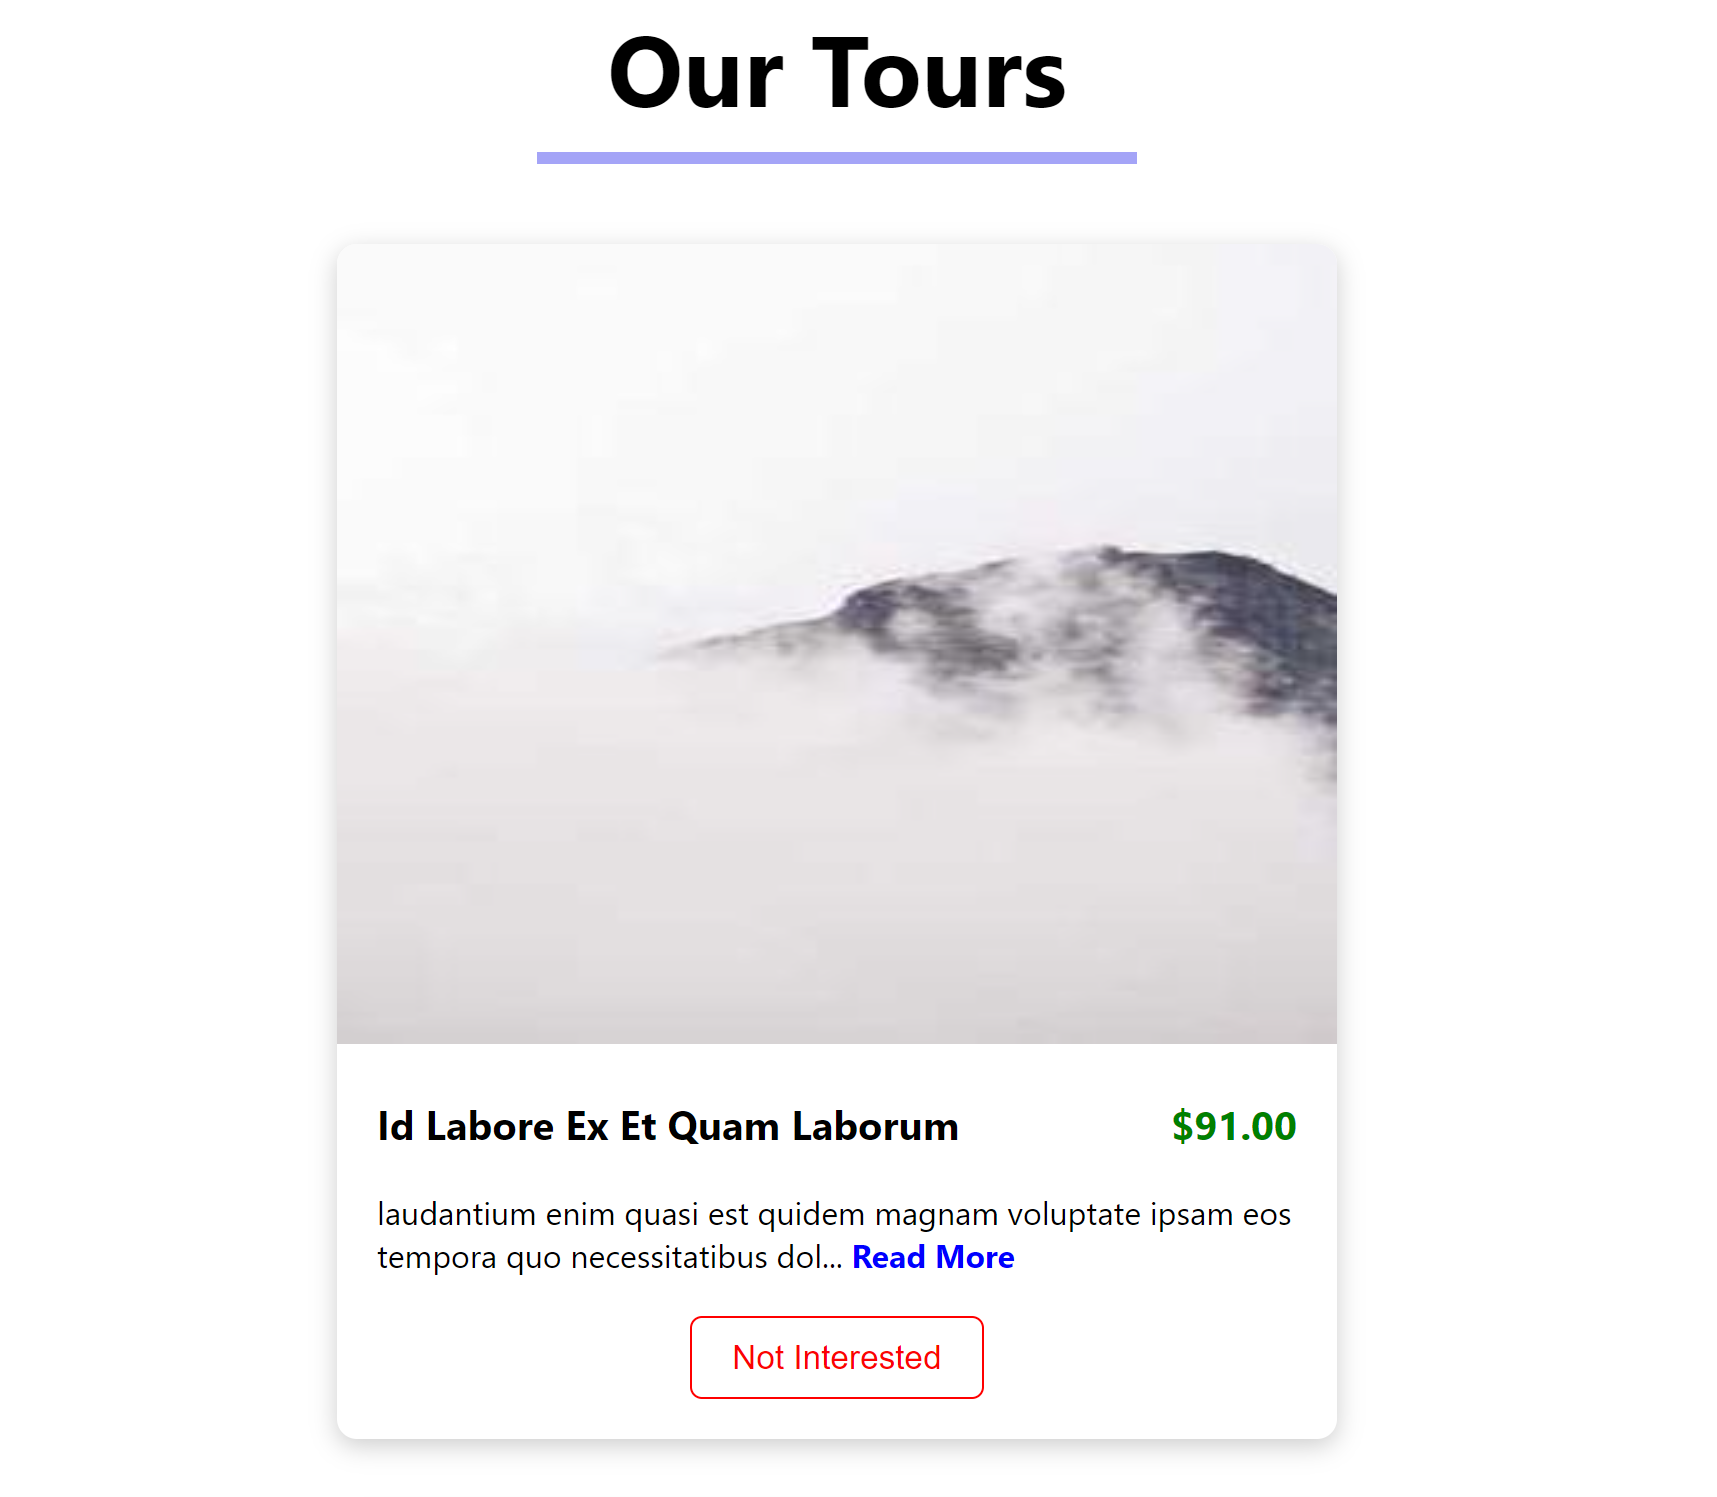 Our Tours
Id Labore Ex Et Quam Laborum
$91.00
laudantium enim quasi est quidem magnam voluptate ipsam eos
tempora quo necessitatibus dol... Read More
Not Interested